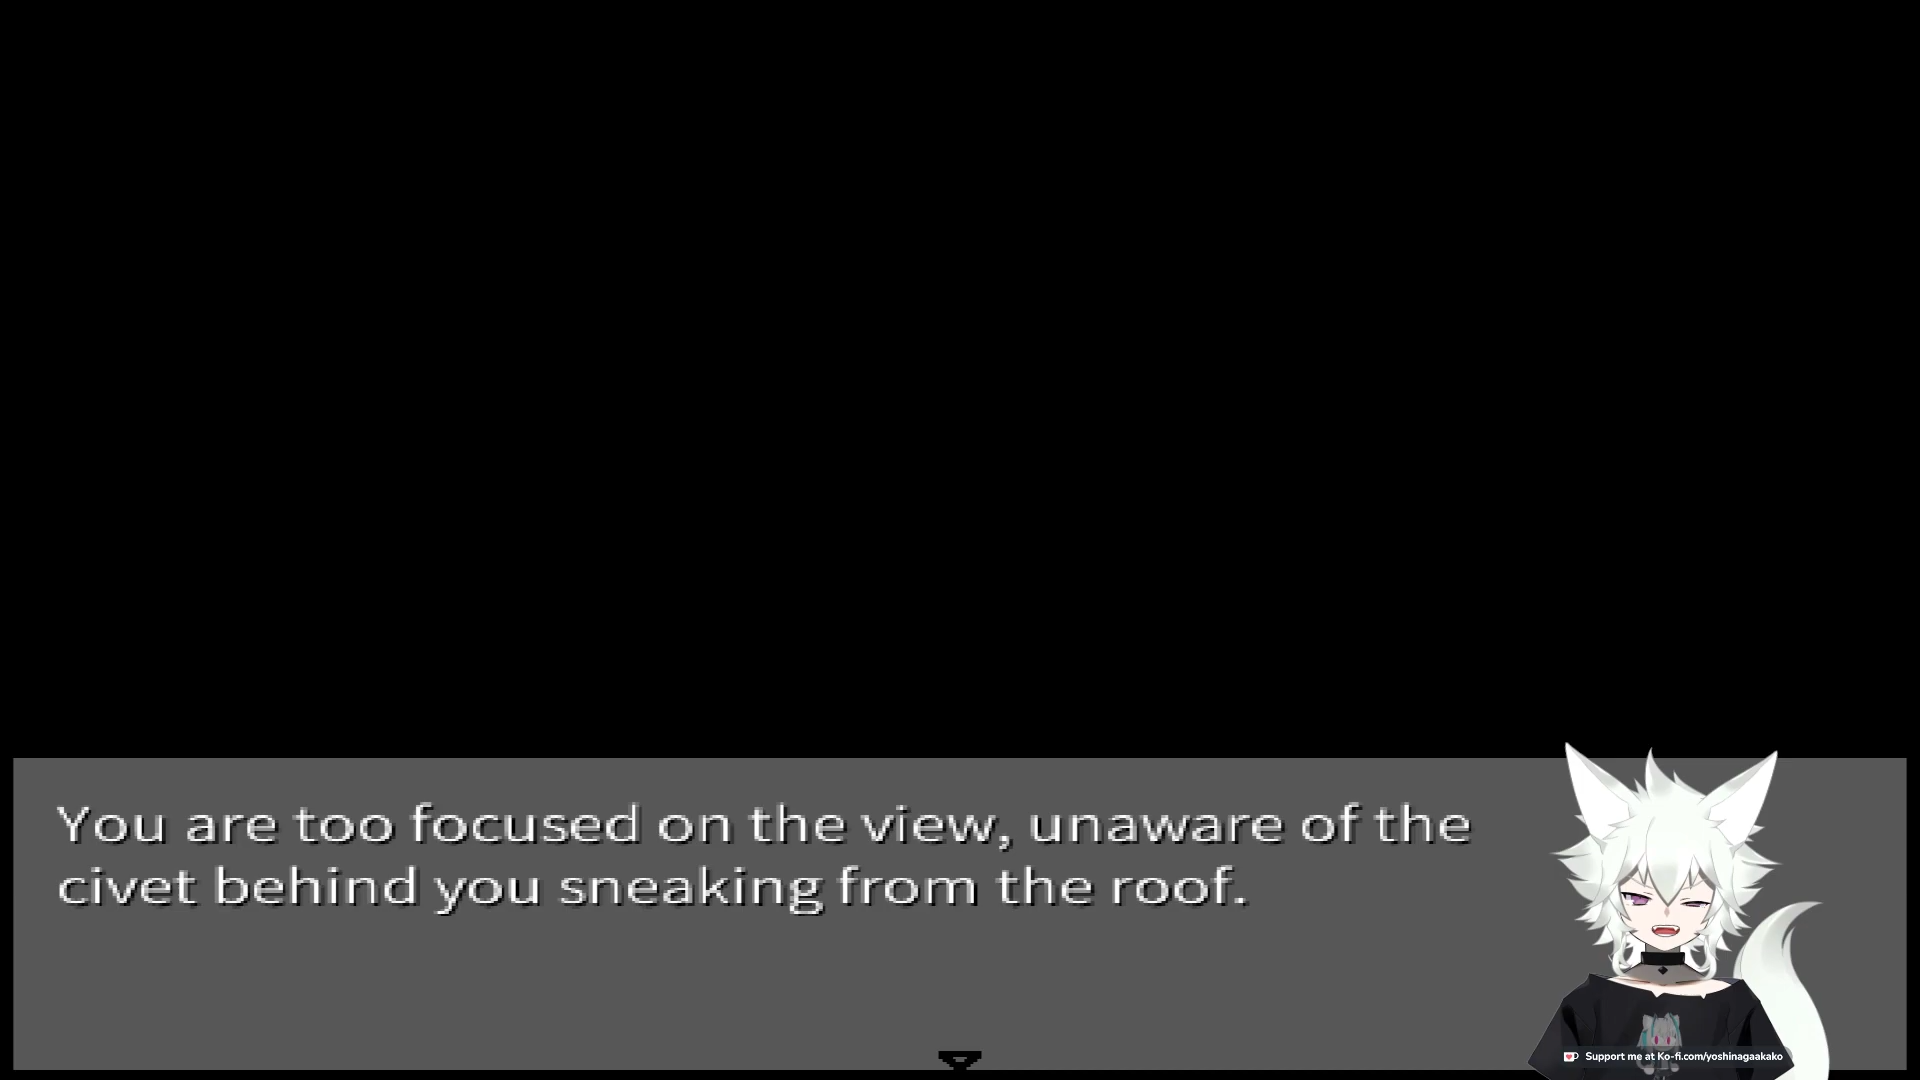 You are too focused on the view, unaware of the
civet behind you sneaking from the roof.
Support me at Ko-fi.com/yoshinagaakako